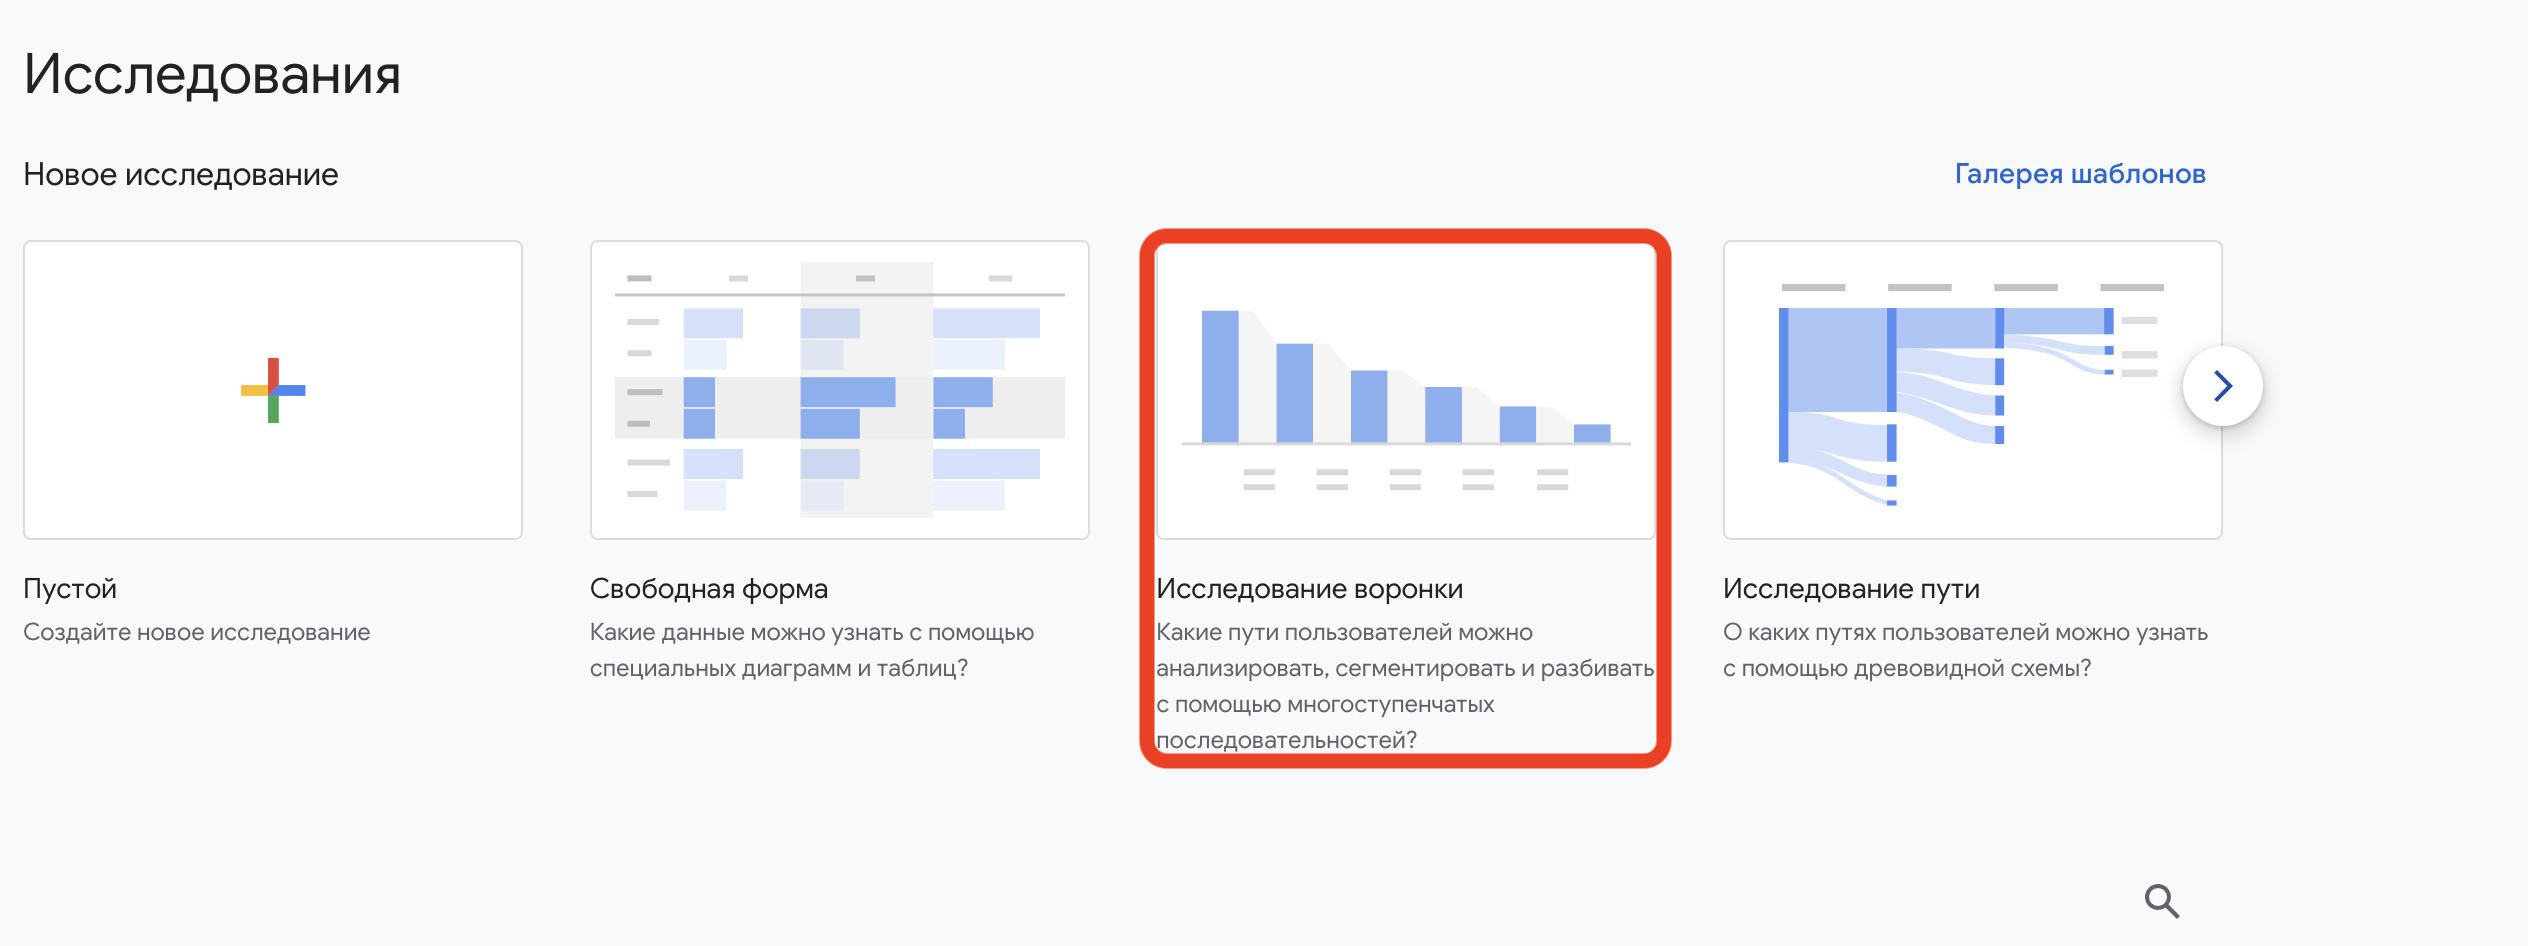 Исследования
Новое исследование
Галерея шаблонов
Пустой
Создайте новое исследование
Свободная форма
Какие данные можно узнать с помощью
специальных диаграмм и таблиц?
Исследование воронки
Какие пути пользователей можно
анализировать, сегментировать и разбивать
с помощью многоступенчатых
последовательностей?
Исследование пути
О каких путях пользователей можно узнать
с помощью древовидной схемы?